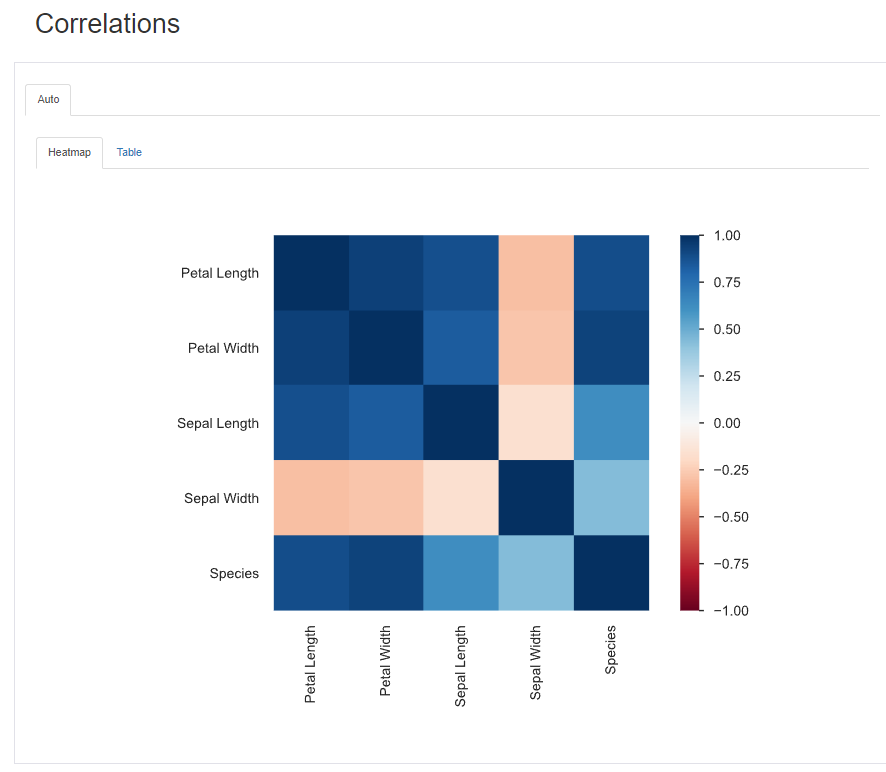 Correlations
Auto
Heatmap Table
Petal Length
Petal Width
Sepal Length
Sepal Width
Species
1.00
0.75
0.50
0.25
0.00
−0.25
−0.50
−0.75
−1.00
Petal Length
Petal Width
Sepal Length
Sepal Width
Species